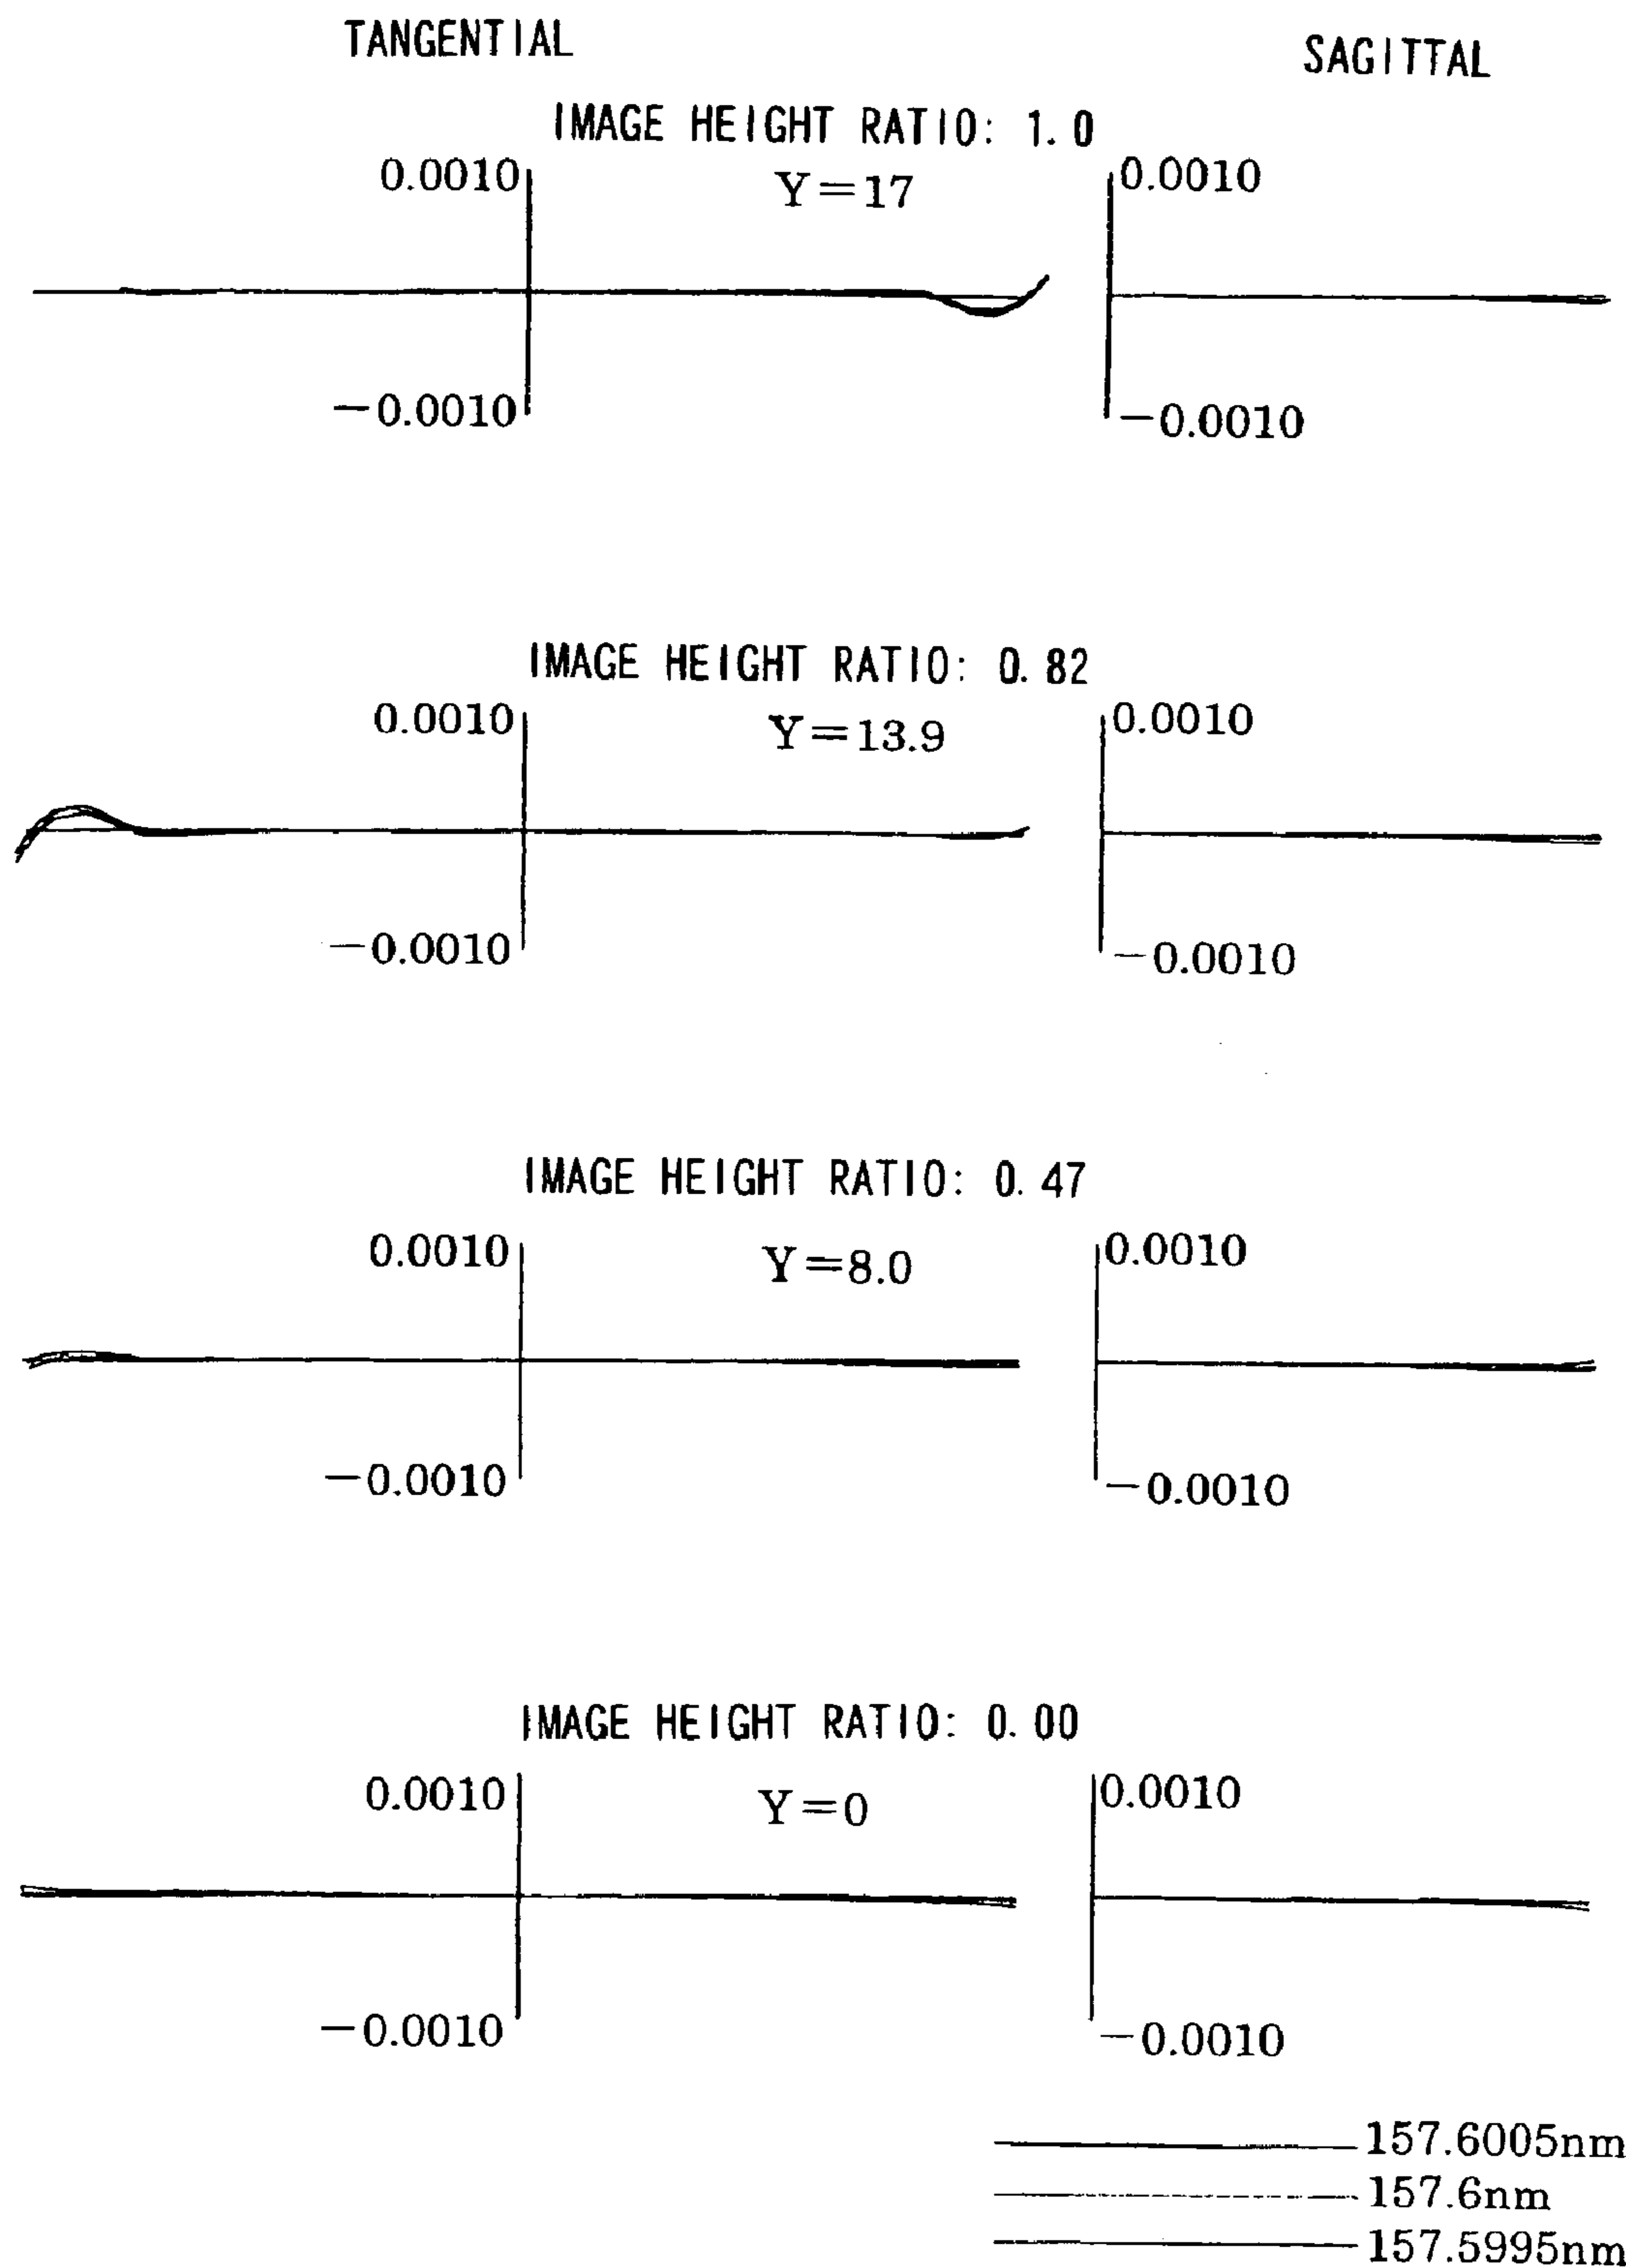 TANGENTIAL
SAGITTAL
IMAGE HEIGHT RATIO: 1.0
0.0010
Y=17
0.0010
−0.0010
−0.0010
IMAGE HEIGHT RATIO: 0.82
0.0010
Y=13.9
0.0010
−0.0010
−0.0010
IMAGE HEIGHT RATIO: 0.47
0.0010
Y=8.0
0.0010
−0.0010
−0.0010
IMAGE HEIGHT RATIO: 0.00
0.0010
Y=0
0.0010
−0.0010
−0.0010
157.6005nm
157.6nm
157.5995nm